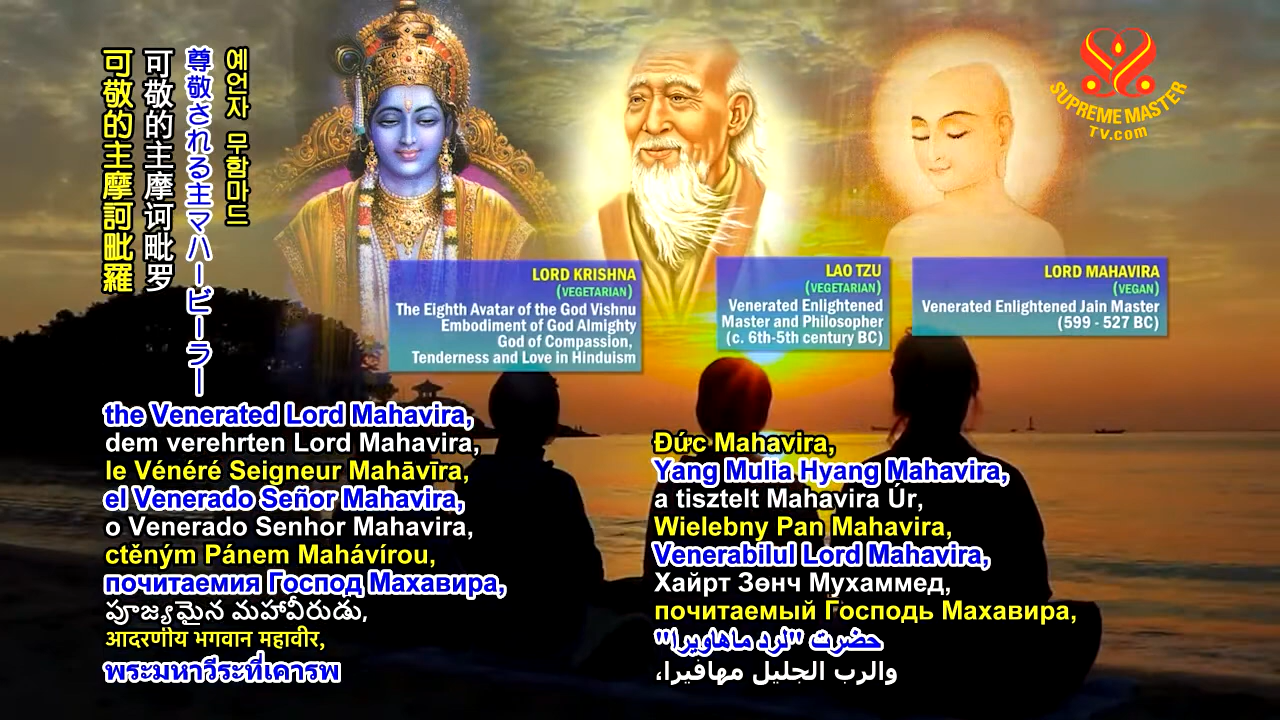 可敬的主摩訶毗羅
可敬的主摩诃毗罗
尊敬される主マハービーラー
예언자 무함마드
SUPREME MASTER
TV.com
LORD KRISHNA
(VEGETARIAN)
The Eighth Avatar of the God Vishnu
Embodiment of God Almighty
God of Compassion,
Tenderness and Love in Hinduism
LAO TZU
(VEGETARIAN)
Venerated Enlightened
Master and Philosopher
(c. 6th-5th century BC)
LORD MAHAVIRA
(VEGAN)
Venerated Enlightened Jain Master
(599 - 527 BC)
the Venerated Lord Mahavira,
dem verehrten Lord Mahavira,
le Vénéré Seigneur Mahāvīra,
el Venerado Señor Mahavira,
o Venerado Senhor Mahavira,
ctěným Pánem Mahávírou,
почитаемия Господ Махавира,
పూజ్యమైన మహావీరుడు,
आदरणीय भगवान महावीर,
พระมหาวีระที่เคารพ
Đức Mahavira,
Yang Mulia Hyang Mahavira,
a tisztelt Mahavira Úr,
Wielebny Pan Mahavira,
Venerabilul Lord Mahavira,
Хайрт Зөнч Мухаммед,
почитаемый Господь Махавира,
حضرت "لرد ماهاویرا"
والرب الجليل مهافيرا،